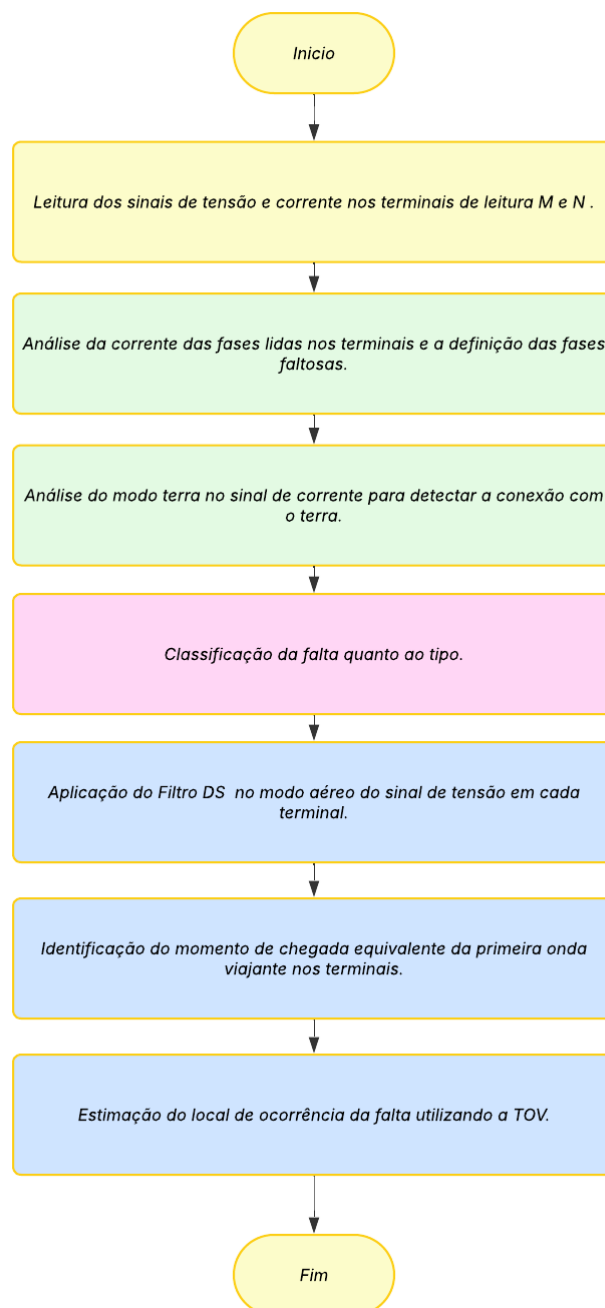 Inicio
Leitura dos sinais de tensão e corrente nos terminais de leitura M e N .
Análise da corrente das fases lidas nos terminais e a definição das fases
faltosas.
Análise do modo terra no sinal de corrente para detectar a conexão com
o terra.
Classificação da falta quanto ao tipo.
Aplicação do Filtro DS  no modo aéreo do sinal de tensão em cada
terminal.
Identificação do momento de chegada equivalente da primeira onda
viajante nos terminais.
Estimação do local de ocorrência da falta utilizando a TOV.
Fim